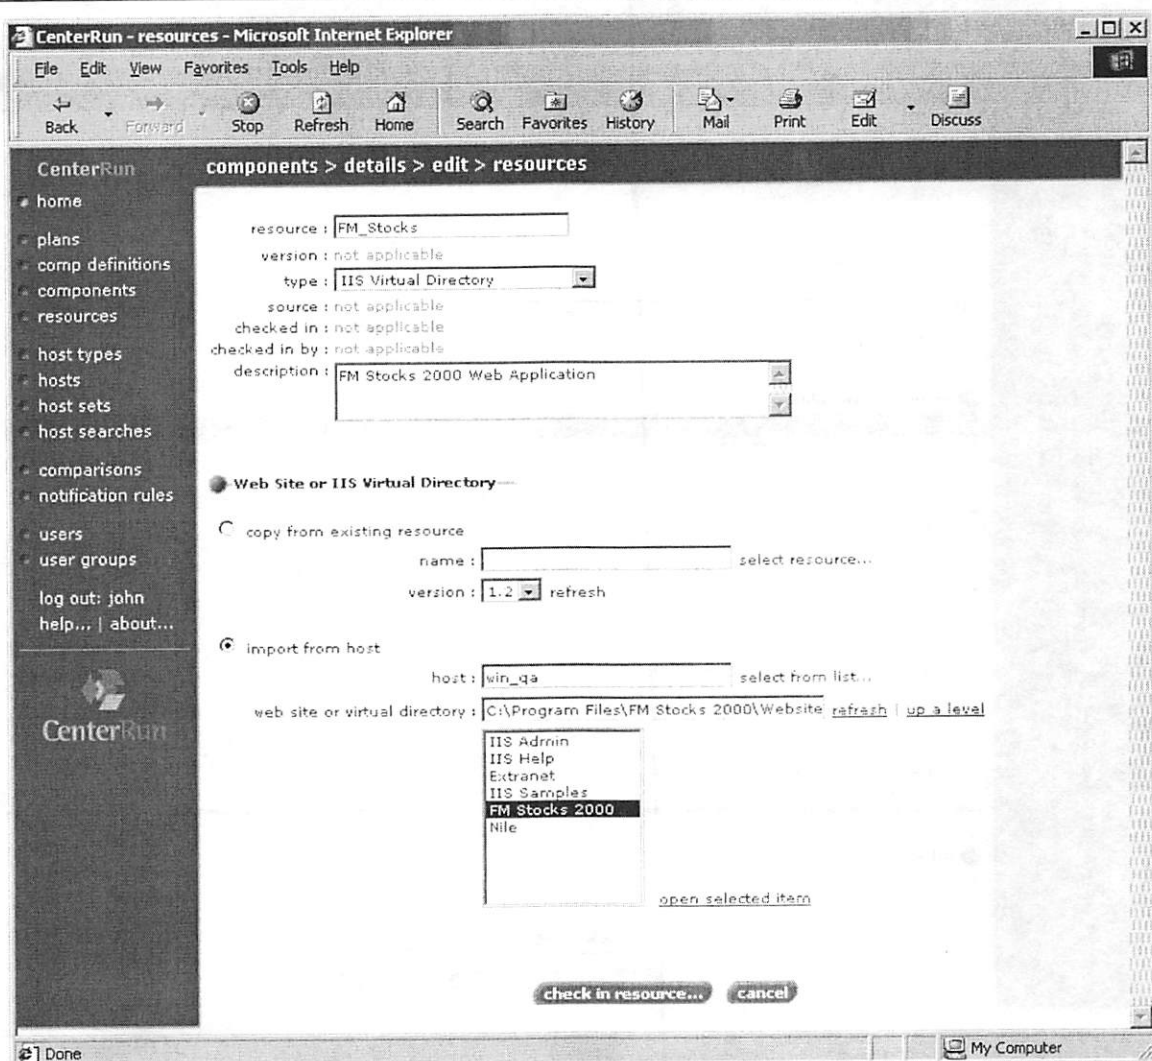 CenterRun - resources - Microsoft Internet Explorer
File Edit View Favorites Tools Help
Back Forward Stop Refresh Home Search Favorites History Mail Print Edit Discuss
CenterRun
components > details > edit > resources
home
plans
comp definitions
components
resources
host types
hosts
host sets
host searches
comparisons
notification rules
users
user groups
log out: john
help... | about...
CenterRun
resource : FM_Stocks
version : not applicable
type : IIS Virtual Directory
source : not applicable
checked in : not applicable
checked in by : not applicable
description : FM Stocks 2000 Web Application
Web Site or IIS Virtual Directory
copy from existing resource
name : select resource...
version : 1.2 refresh
import from host
host : win_qa select from list...
web site or virtual directory : C:\Program Files\FM Stocks 2000\Website refresh | up a level
IIS Admin
IIS Help
Extranet
IIS Samples
FM Stocks 2000
Nile
open selected item
check in resource... cancel
Done My Computer